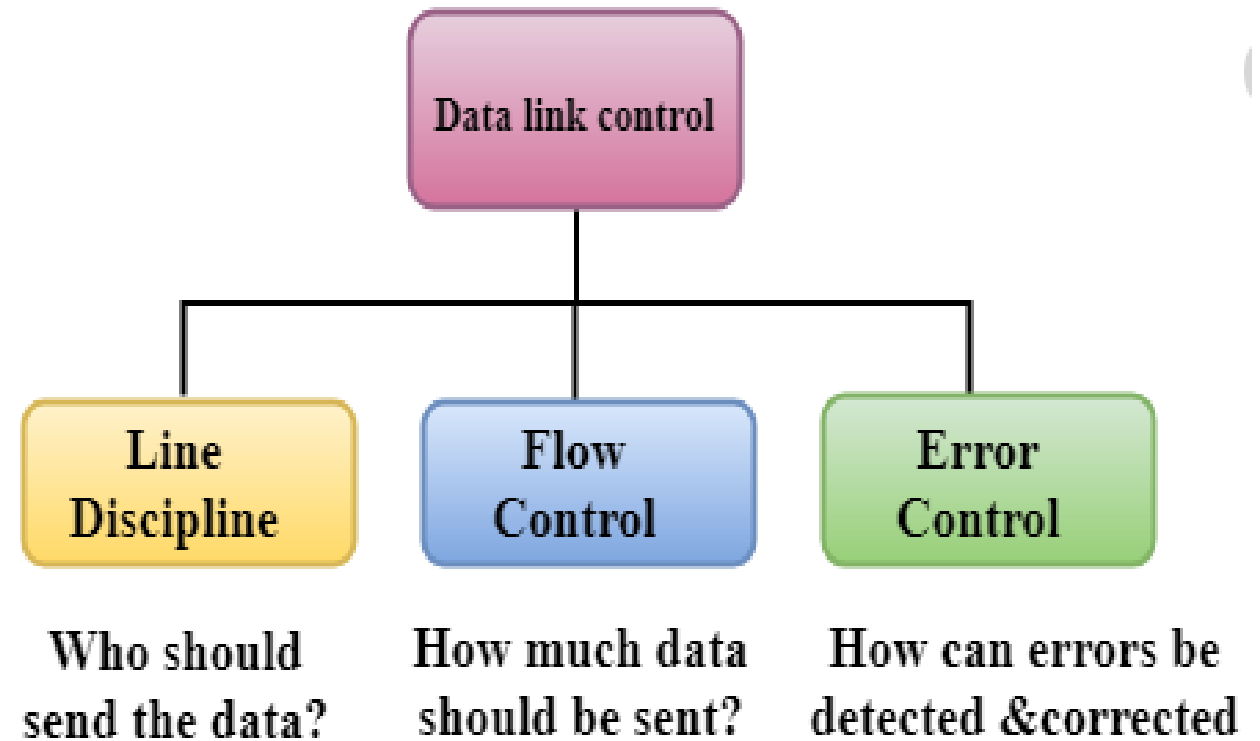 Data link control
Line
Discipline
Flow
Control
Error
Control
Who should
send the data?
How much data
should be sent?
How can errors be
detected &corrected